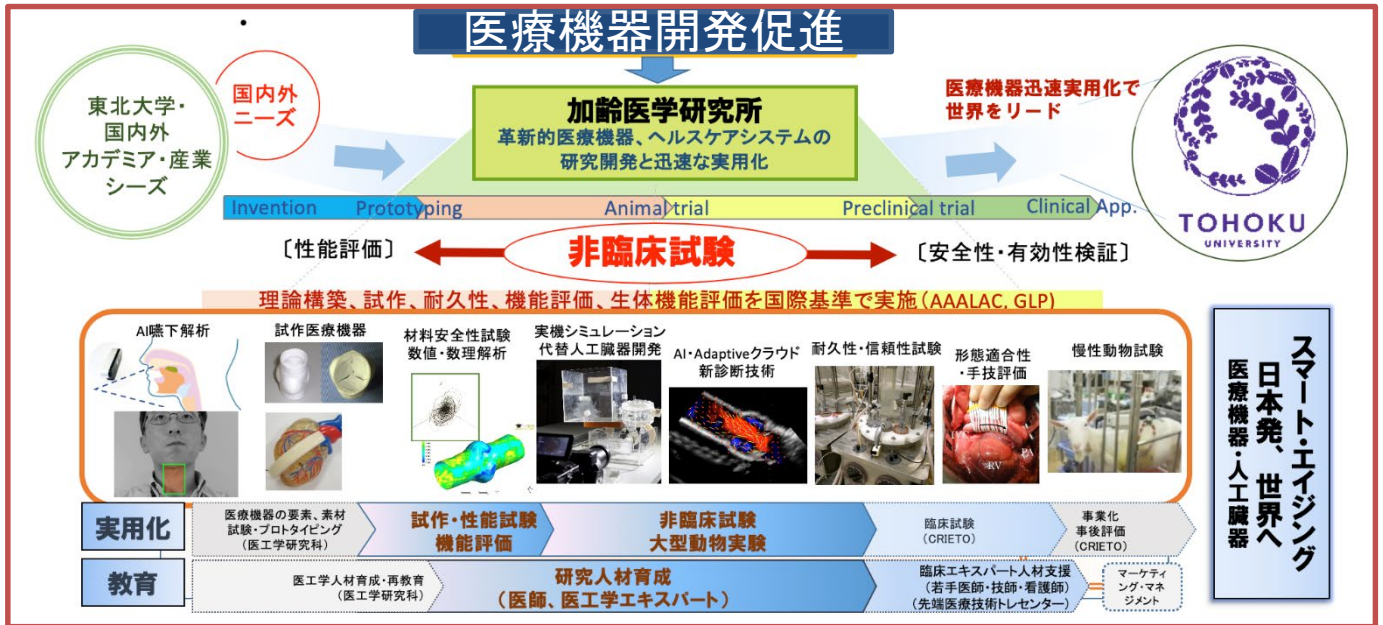 医療機器開発促進
東北大学・
国内外
アカデミア・産業
シーズ
国内外
ニーズ
加齢医学研究所
革新的医療機器、ヘルスケアシステムの
研究開発と迅速な実用化
医療機器迅速実用化で
世界をリード
TOHOKU
UNIVERSITY
Invention
Prototyping
Animal trial
Preclinical trial
Clinical App.
〔性能評価〕
非臨床試験
〔安全性・有効性検証〕
理論構築、試作、耐久性、機能評価、生体機能評価を国際基準で実施(AAALAC, GLP)
AI嚥下解析
試作医療機器
材料安全性試験
数値・数理解析
実機シミュレーション
代替人工臓器開発
AI・Adaptiveクラウド
新診断技術
耐久性・信頼性試験
形態適合性
・手技評価
慢性動物試験
RV
PA
スマート・エイジング
日本発、世界へ
医療機器・人工臓器
実用化
医療機器の要素、素材
試験・プロトタイピング
(医工学研究科)
試作・性能試験
機能評価
非臨床試験
大型動物実験
臨床試験
(CRIETO)
事業化
事後評価
(CRIETO)
教育
医工学人材育成・再教育
(医工学研究科)
研究人材育成
(医師、医工学エキスパート)
臨床エキスパート人材支援
(若手医師・技師・看護師)
(先端医療技術トレセンター)
マーケティ
ング・マネ
ジメント